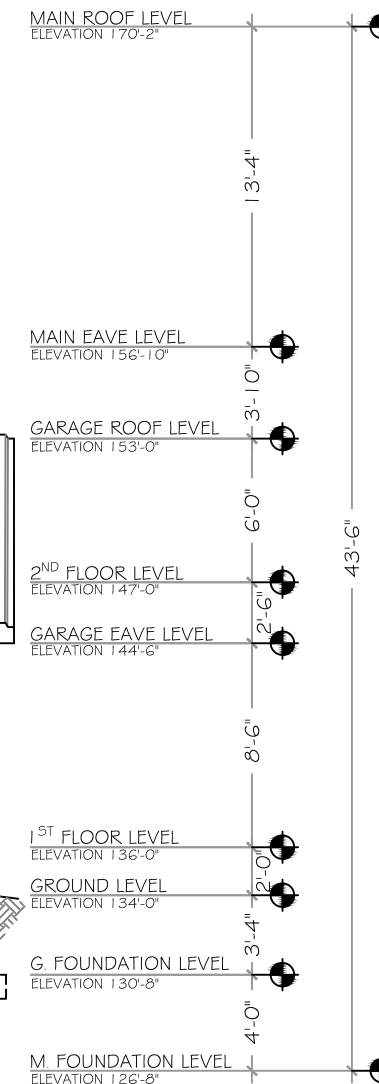 MAIN ROOF LEVEL
ELEVATION 170'-2"
13'-4"
MAIN EAVE LEVEL
ELEVATION 156'-10"
3'-10"
GARAGE ROOF LEVEL
ELEVATION 153'-0"
6'-0"
43'-6"
2ND FLOOR LEVEL
ELEVATION 147'-0"
2'-6"
GARAGE EAVE LEVEL
ELEVATION 144'-6"
8'-6"
1ST FLOOR LEVEL
ELEVATION 136'-0"
2'-0"
GROUND LEVEL
ELEVATION 134'-0"
3'-4"
G. FOUNDATION LEVEL
ELEVATION 130'-8"
4'-0"
M. FOUNDATION LEVEL
ELEVATION 126'-8"